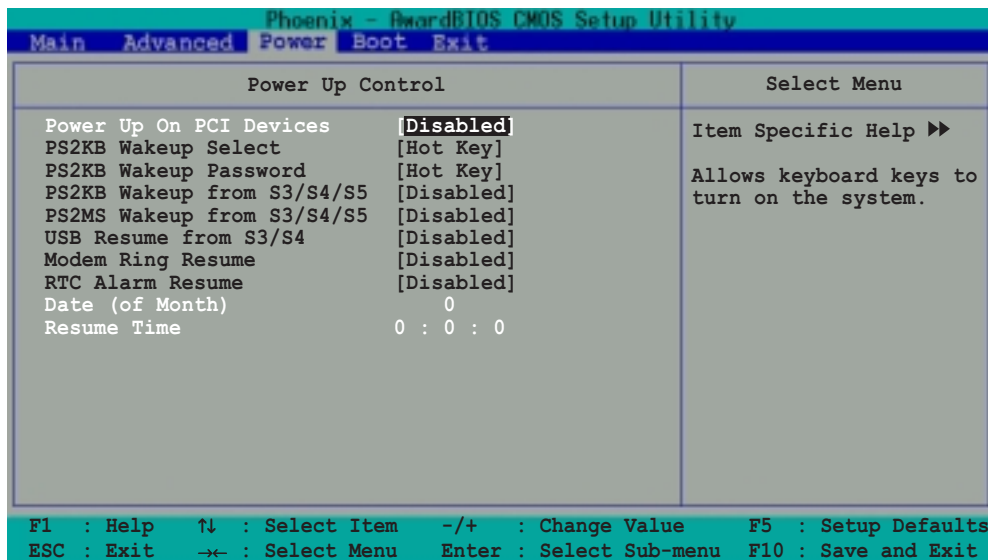 Phoenix - AwardBIOS CMOS Setup Utility
Main Advanced Power Boot Exit
Power Up Control
Select Menu
Power Up On PCI Devices [Disabled]
PS2KB Wakeup Select [Hot Key]
PS2KB Wakeup Password [Hot Key]
PS2KB Wakeup from S3/S4/S5 [Disabled]
PS2MS Wakeup from S3/S4/S5 [Disabled]
USB Resume from S3/S4 [Disabled]
Modem Ring Resume [Disabled]
RTC Alarm Resume [Disabled]
Date (of Month) 0
Resume Time 0 : 0 : 0
Item Specific Help ▶▶
Allows keyboard keys to
turn on the system.
F1 : Help ↑↓ : Select Item -/+ : Change Value F5 : Setup Defaults
ESC : Exit →← : Select Menu Enter : Select Sub-menu F10 : Save and Exit